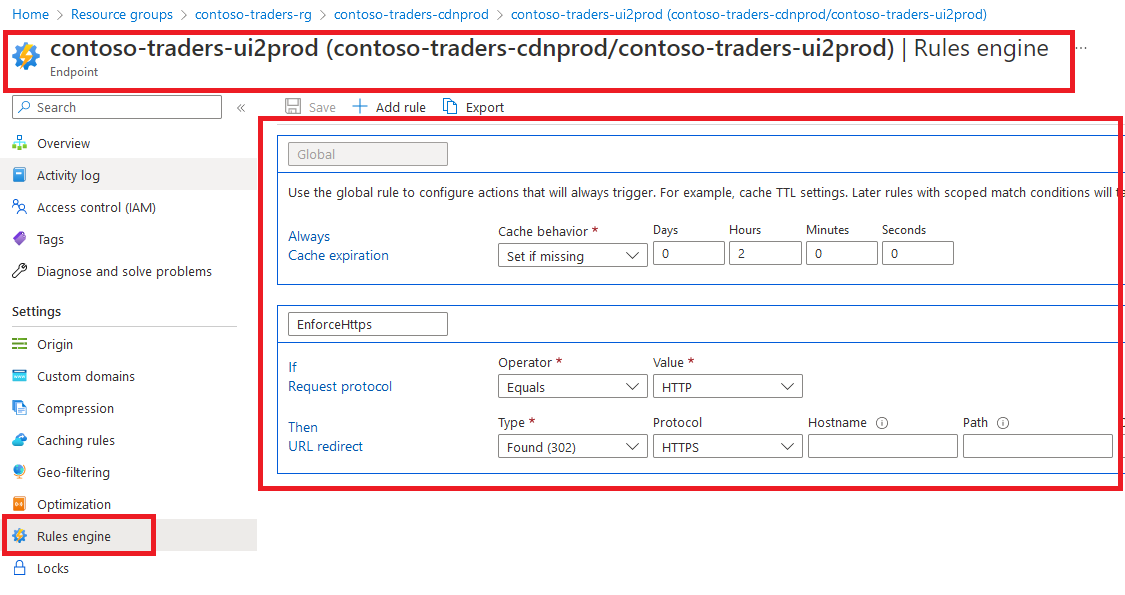 Home > Resource groups > contoso-traders-rg > contoso-traders-cdnprod > contoso-traders-ui2prod (contoso-traders-cdnprod/contoso-traders-ui2prod)
contoso-traders-ui2prod (contoso-traders-cdnprod/contoso-traders-ui2prod) | Rules engine ...
Endpoint
Search «
Save Add rule Export
Overview
Activity log
Access control (IAM)
Tags
Diagnose and solve problems
Settings
Origin
Custom domains
Compression
Caching rules
Geo-filtering
Optimization
Rules engine
Locks
Global
Use the global rule to configure actions that will always trigger. For example, cache TTL settings. Later rules with scoped match conditions will
Always
Cache expiration
Cache behavior * Days Hours Minutes Seconds
Set if missing 0 2 0 0
EnforceHttps
If
Request protocol
Operator * Value *
Equals HTTP
Then
URL redirect
Type * Protocol Hostname Path
Found (302) HTTPS